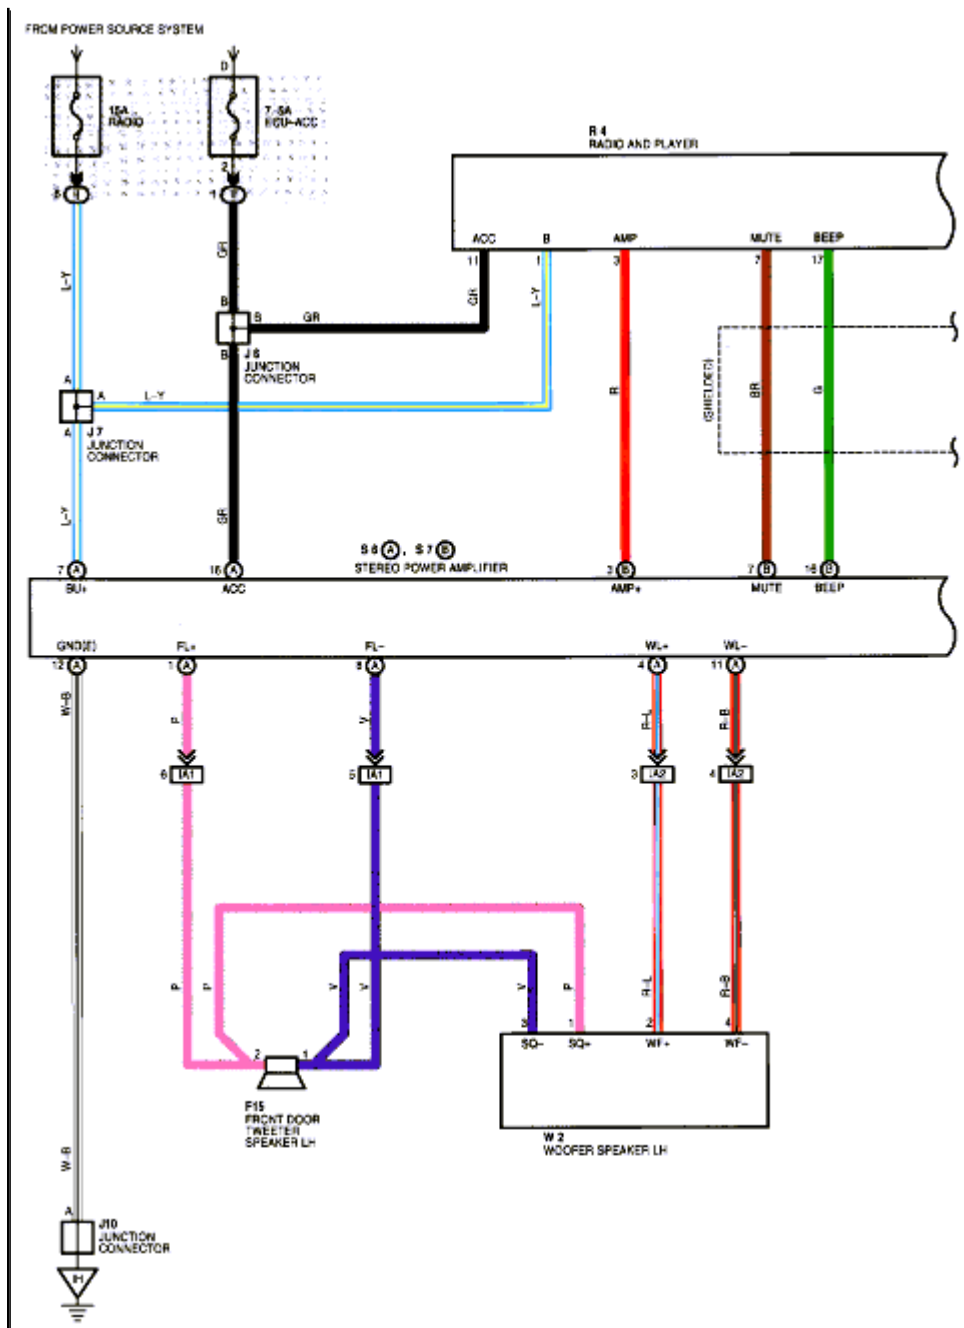 FROM POWER SOURCE SYSTEM
D
15A
RADIO
7.5A
ECU-ACC
2
1
R 4
RADIO AND PLAYER
ACC
B
AMP
MUTE
BEEP
11
1
3
7
17
L-Y
GR
GR
L-Y
B
B
GR
B
J 6
JUNCTION
CONNECTOR
(SHIELDED)
R
BR
G
A
A
L-Y
A
J 7
JUNCTION
CONNECTOR
L-Y
GR
S 6 A , S 7 B
STEREO POWER AMPLIFIER
7 A
16 A
3 B
7 B
16 B
BU+
ACC
AMP+
MUTE
BEEP
GND(E)
FL+
FL-
WL+
WL-
12 A
1 A
8 A
4 A
11 A
W-B
P
V
R-L
R-B
6 IA1
5 IA1
3 IA2
4 IA2
P
P
V
V
V
P
R-L
R-B
3
1
2
4
SQ-
SQ+
WF+
WF-
2
1
F15
FRONT DOOR
TWEETER
SPEAKER LH
W 2
WOOFER SPEAKER LH
W-B
A
J10
JUNCTION
CONNECTOR
IH